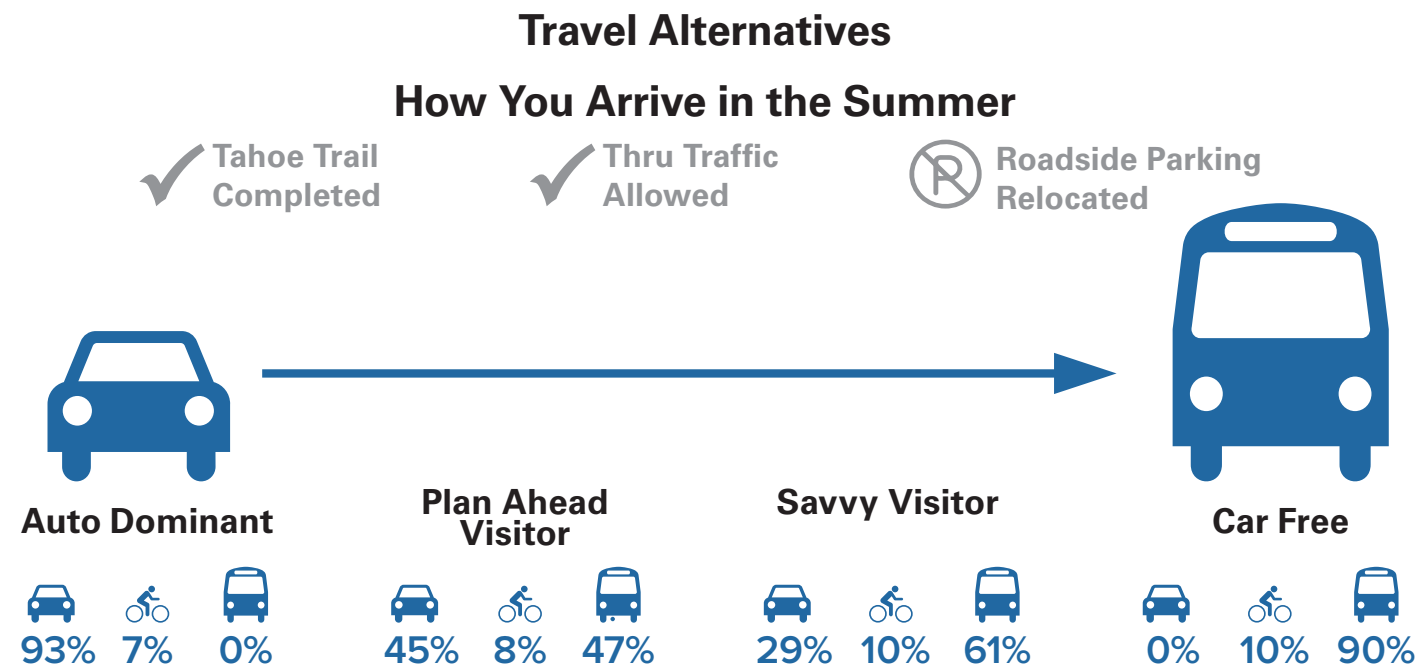 Travel Alternatives
How You Arrive in the Summer
Tahoe Trail
Completed
Thru Traffic
Allowed
Roadside Parking
Relocated
Auto Dominant
Plan Ahead
Visitor
Savvy Visitor
Car Free
93% 7% 0%
45% 8% 47%
29% 10% 61%
0% 10% 90%